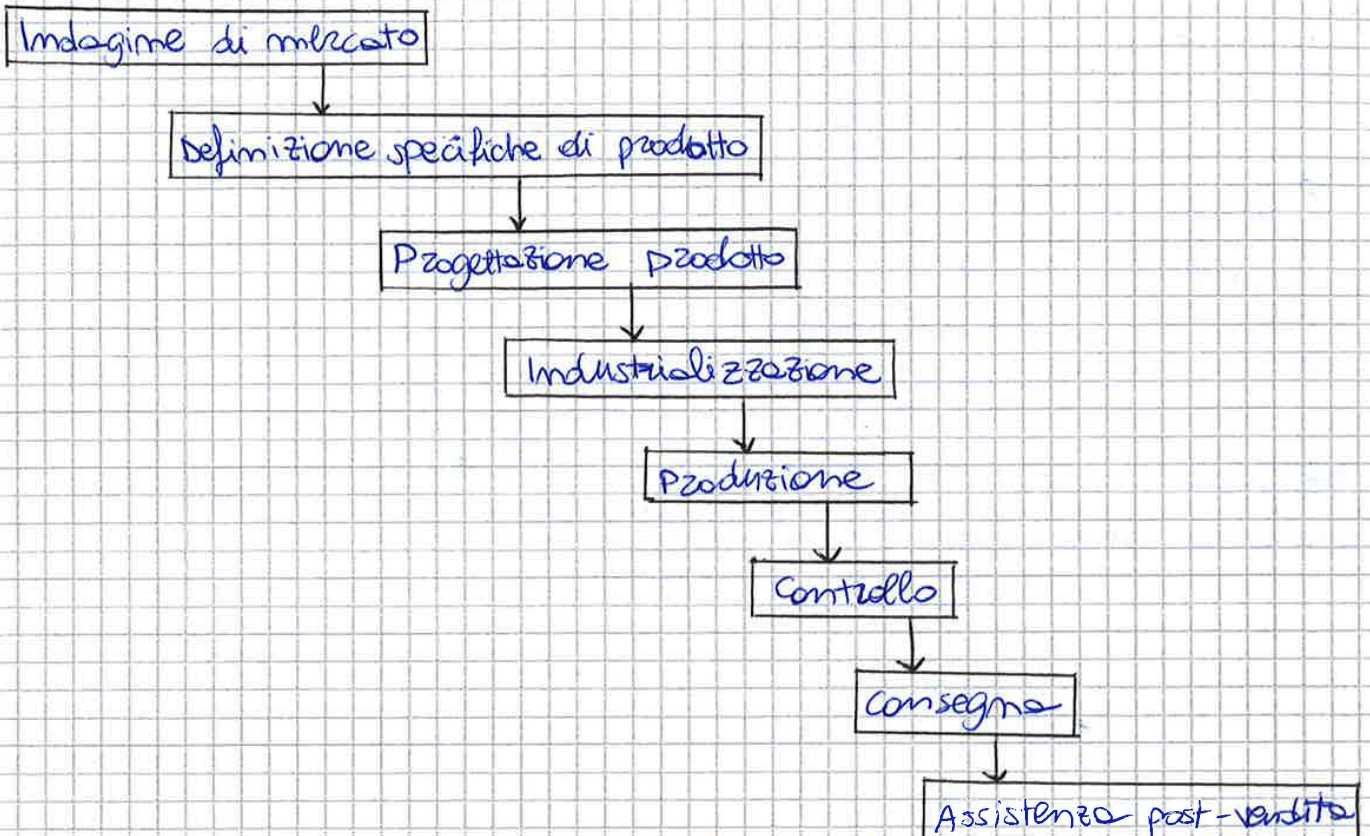 Indagine di mercato
Definizione specifiche di prodotto
Progettazione prodotto
Industrializzazione
Produzione
Controllo
Consegna
Assistenza post-vendita